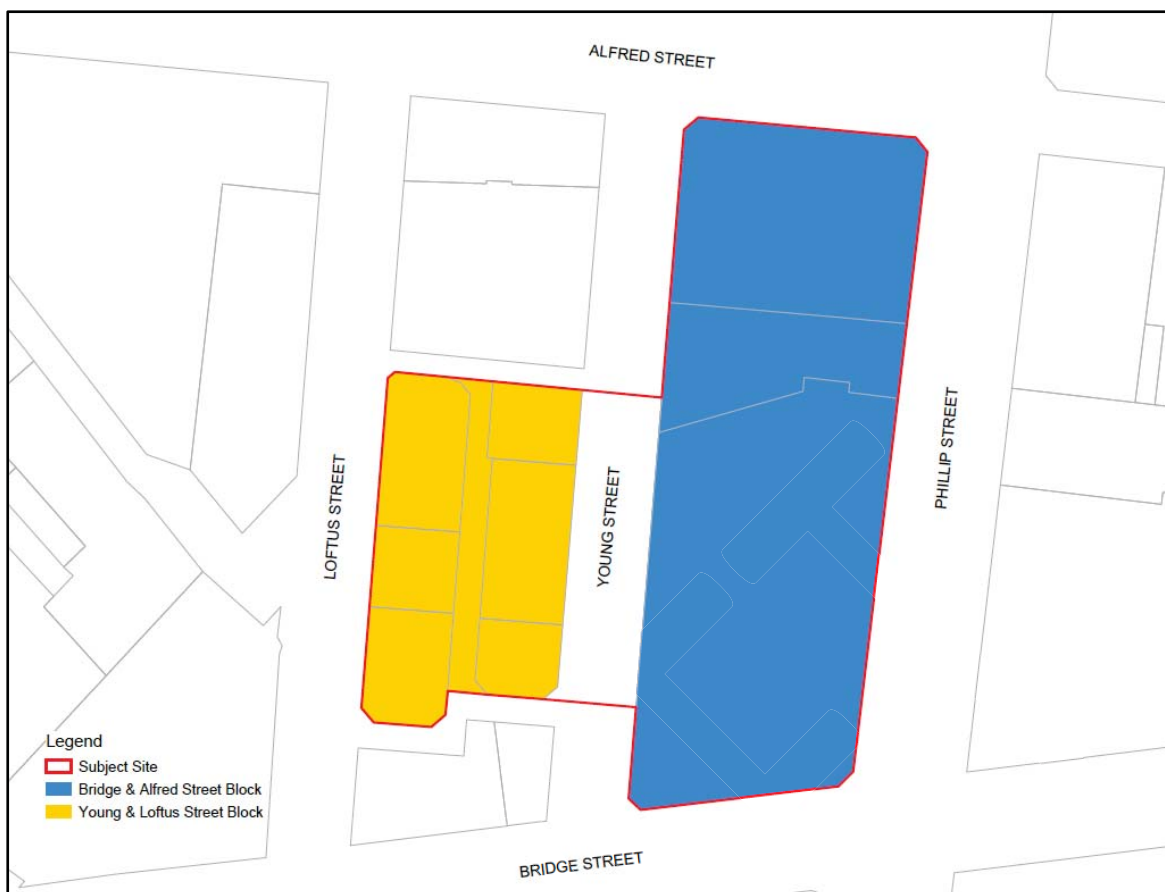 ALFRED STREET
LOFTUS STREET
YOUNG STREET
PHILLIP STREET
Legend
Subject Site
Bridge & Alfred Street Block
Young & Loftus Street Block
BRIDGE STREET